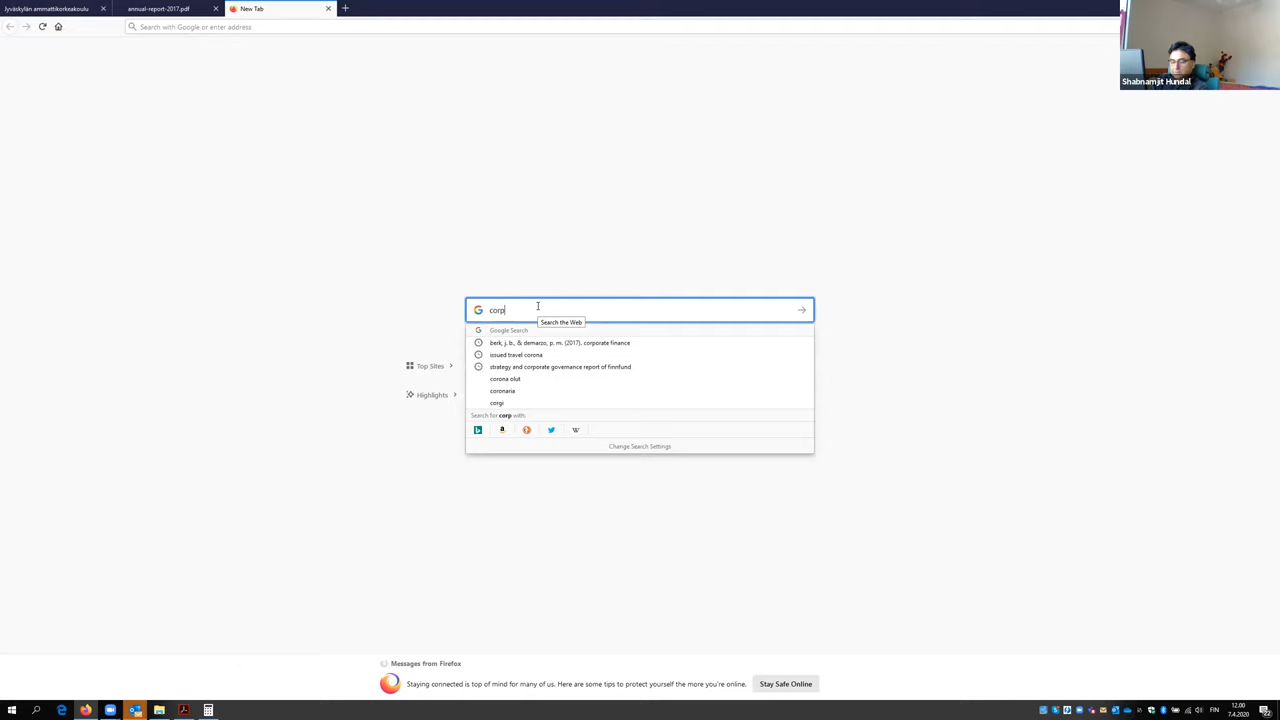 Jyväskylän ammattikorkeakoulu
annual-report-2017.pdf
New Tab
Search with Google or enter address
Shabnamjit Hundal
corp
Search the Web
Google Search
berk, j. b., & demarzo, p. m. (2017). corporate finance
issued travel corona
strategy and corporate governance report of finnfund
corona olut
coronaria
corgi
Search for corp with:
Change Search Settings
Top Sites
Highlights
Messages from Firefox
Staying connected is top of mind for many of us. Here are some tips to protect yourself the more you're online.
Stay Safe Online
FIN
12.00
7.4.2020